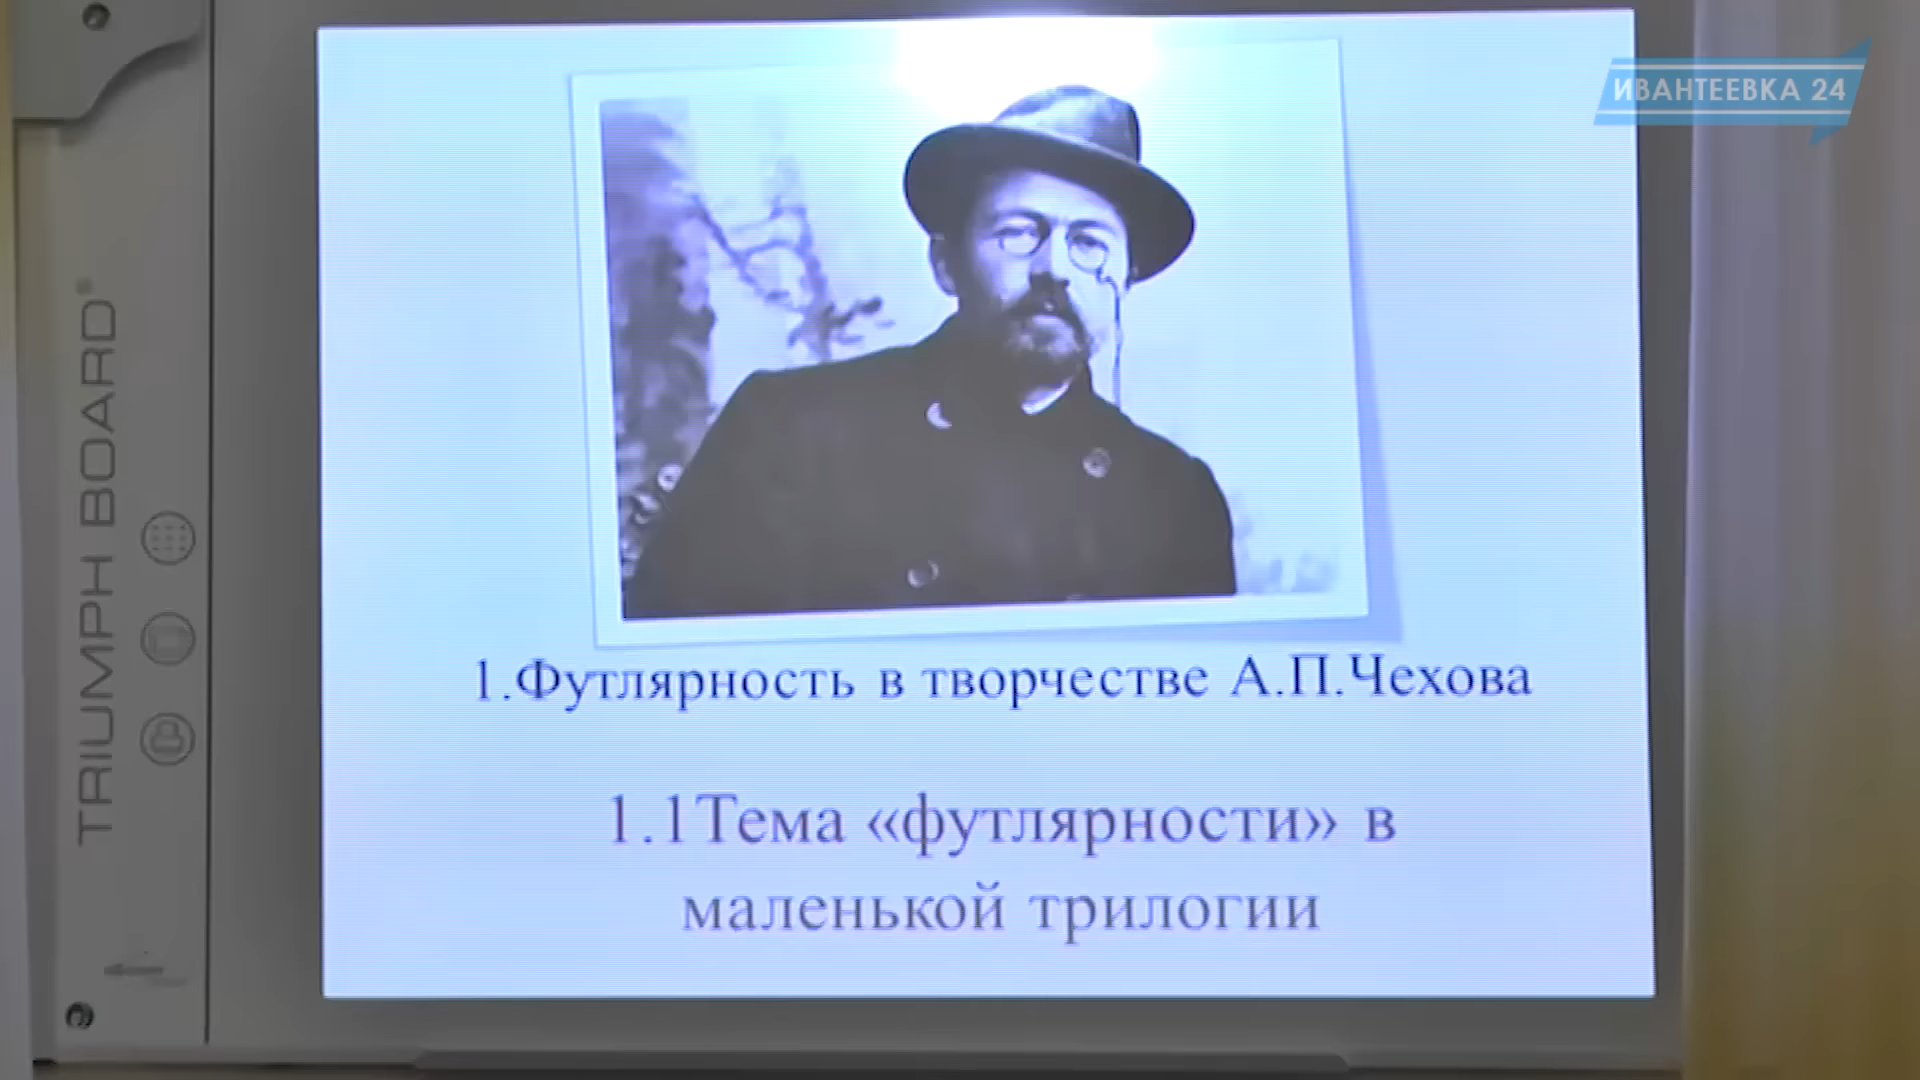 ИВАНТЕЕВКА 24
TRIUMPH BOARD®
1.Футлярность в творчестве А.П.Чехова
1.1Тема «футлярности» в
маленькой трилогии